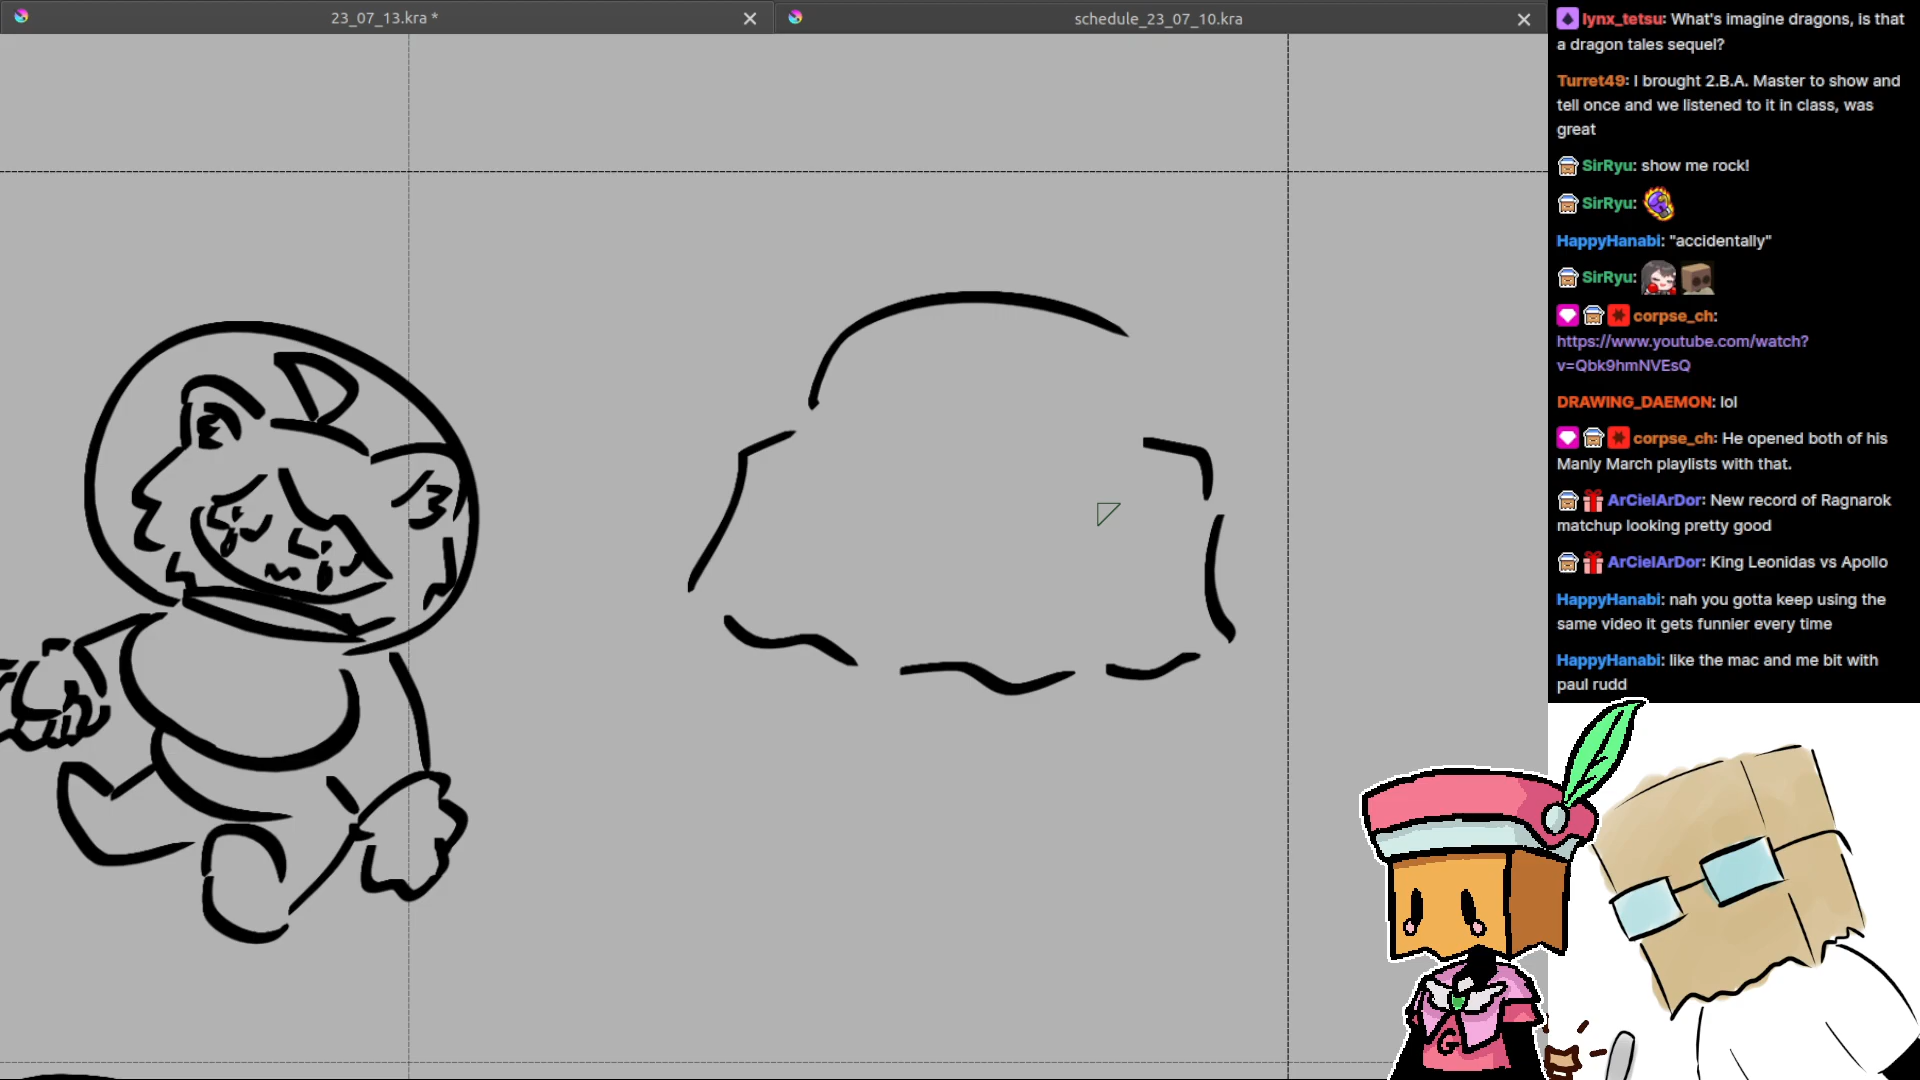 23_07_13.kra *
schedule_23_07_10.kra
lynx_tetsu: What's imagine dragons, is that
a dragon tales sequel?
Turret49: I brought 2.B.A. Master to show and
tell once and we listened to it in class, was
great
SirRyu: show me rock!
SirRyu:
HappyHanabi: "accidentally"
SirRyu:
corpse_ch:
https://www.youtube.com/watch?
v=Qbk9hmNVEsQ
DRAWING_DAEMON: lol
corpse_ch: He opened both of his
Manly March playlists with that.
ArCielArDor: New record of Ragnarok
matchup looking pretty good
ArCielArDor: King Leonidas vs Apollo
HappyHanabi: nah you gotta keep using the
same video it gets funnier every time
HappyHanabi: like the mac and me bit with
paul rudd
G